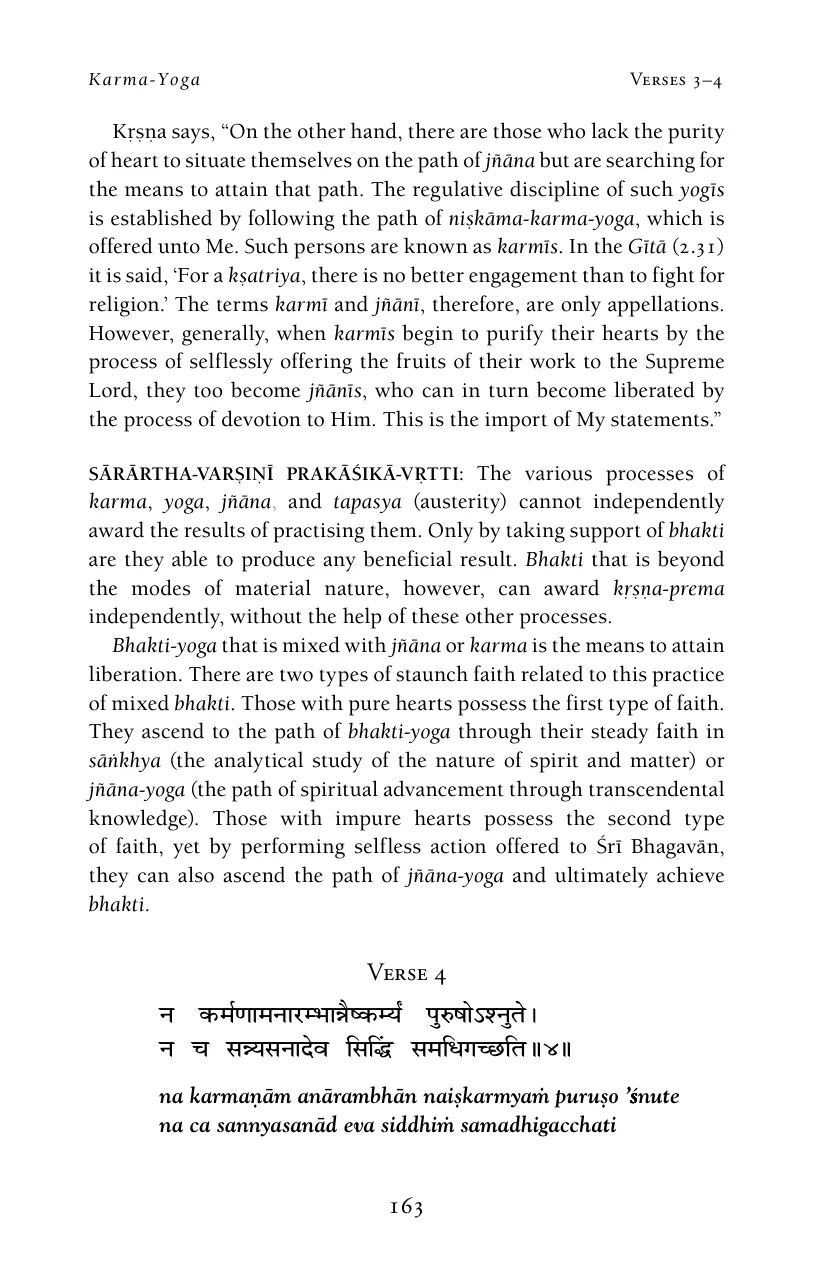 Karma-Yoga Verses 3–4
Kṛṣṇa says, “On the other hand, there are those who lack the purity
of heart to situate themselves on the path of jñāna but are searching for
the means to attain that path. The regulative discipline of such yogīs
is established by following the path of niṣkāma-karma-yoga, which is
offered unto Me. Such persons are known as karmīs. In the Gītā (2.31)
it is said, ‘For a kṣatriya, there is no better engagement than to fight for
religion.’ The terms karmī and jñānī, therefore, are only appellations.
However, generally, when karmīs begin to purify their hearts by the
process of selflessly offering the fruits of their work to the Supreme
Lord, they too become jñānīs, who can in turn become liberated by
the process of devotion to Him. This is the import of My statements.”
SĀRĀRTHA-VARṢIṆĪ PRAKĀŚIKĀ-VṚTTI: The various processes of
karma, yoga, jñāna, and tapasya (austerity) cannot independently
award the results of practising them. Only by taking support of bhakti
are they able to produce any beneficial result. Bhakti that is beyond
the modes of material nature, however, can award kṛṣṇa-prema
independently, without the help of these other processes.
Bhakti-yoga that is mixed with jñāna or karma is the means to attain
liberation. There are two types of staunch faith related to this practice
of mixed bhakti. Those with pure hearts possess the first type of faith.
They ascend to the path of bhakti-yoga through their steady faith in
sāṅkhya (the analytical study of the nature of spirit and matter) or
jñāna-yoga (the path of spiritual advancement through transcendental
knowledge). Those with impure hearts possess the second type
of faith, yet by performing selfless action offered to Śrī Bhagavān,
they can also ascend the path of jñāna-yoga and ultimately achieve
bhakti.
Verse 4
न कर्मणामनारम्भान्नैष्कर्म्यं पुरुषोऽश्नुते।
न च सन्न्यसनादेव सिद्धिं समधिगच्छति॥४॥
na karmaṇām anārambhān naiṣkarmyaṁ puruṣo ’śnute
na ca sannyasanād eva siddhiṁ samadhigacchati
163